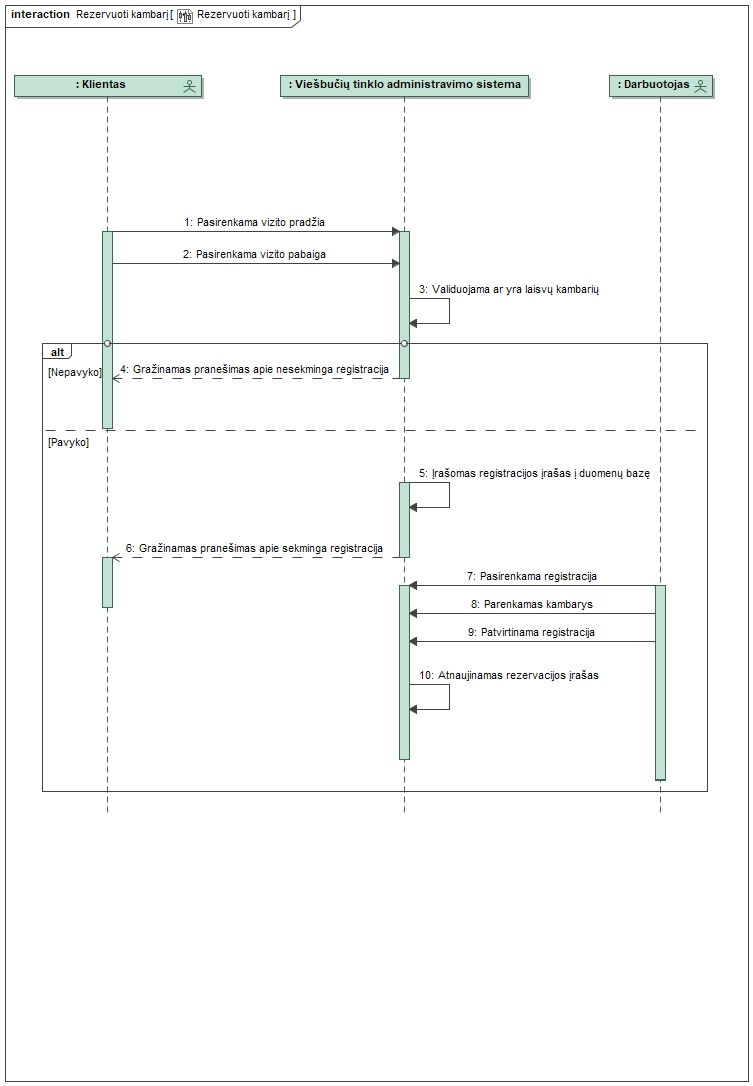 interaction Rezervuoti kambarį[ Rezervuoti kambarį ]
: Klientas
: Viešbučių tinklo administravimo sistema
: Darbuotojas
1: Pasirenkama vizito pradžia
2: Pasirenkama vizito pabaiga
3: Validuojama ar yra laisvų kambarių
alt
[Nepavyko]
4: Gražinamas pranešimas apie nesekminga registracija
[Pavyko]
5: Įrašomas registracijos įrašas į duomenų bazę
6: Gražinamas pranešimas apie sekminga registracija
7: Pasirenkama registracija
8: Parenkamas kambarys
9: Patvirtinama registracija
10: Atnaujinamas rezervacijos įrašas